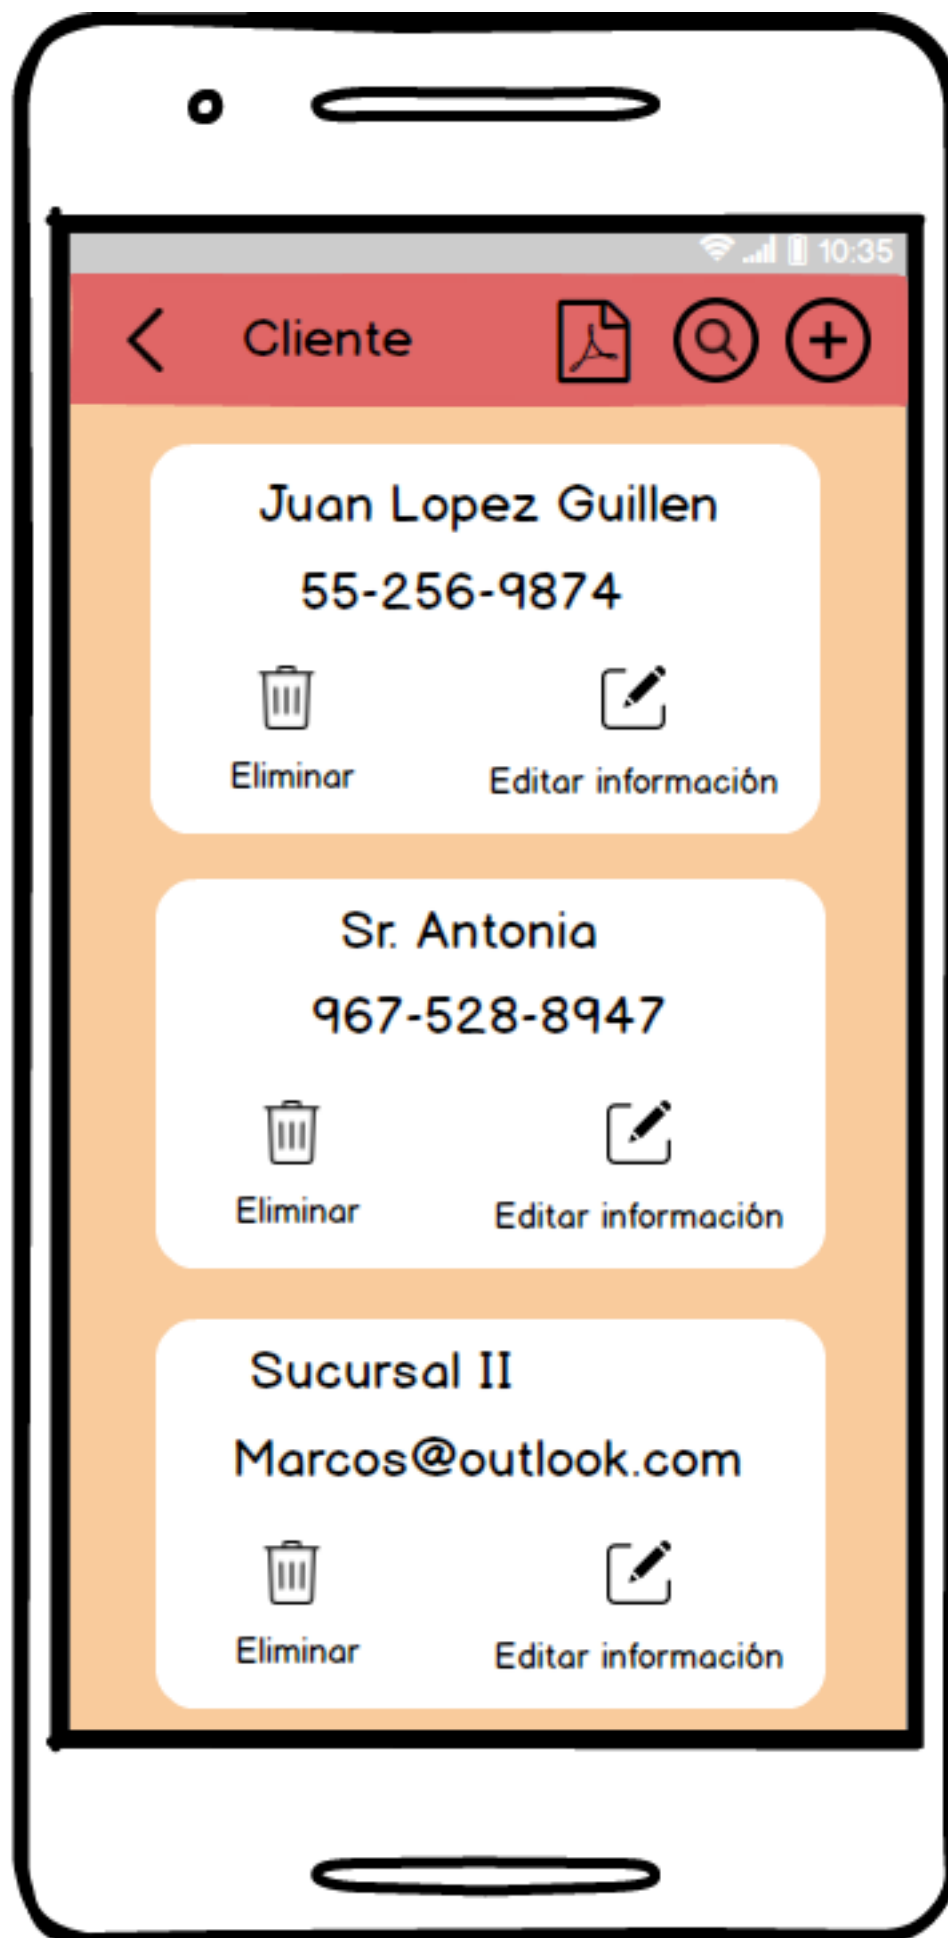 10:35
Cliente
Juan Lopez Guillen
55-256-9874
Eliminar
Editar información
Sr. Antonia
967-528-8947
Eliminar
Editar información
Sucursal II
Marcos@outlook.com
Eliminar
Editar información